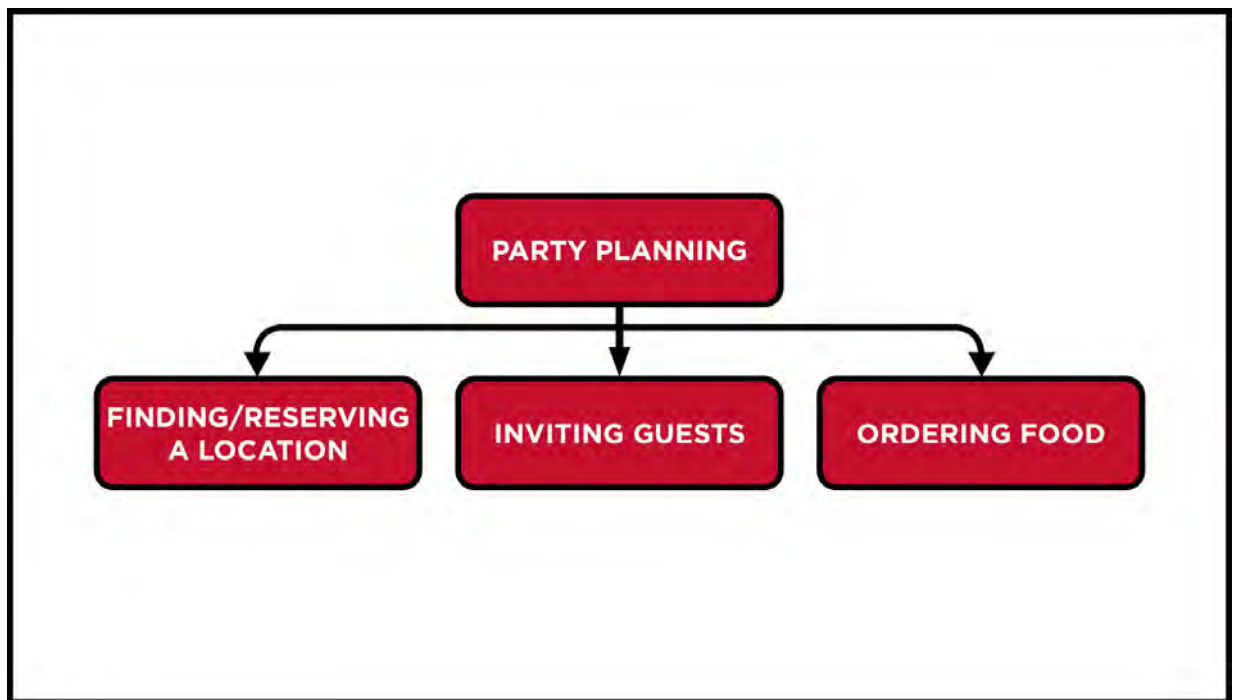 PARTY PLANNING
FINDING/RESERVING
A LOCATION
INVITING GUESTS
ORDERING FOOD